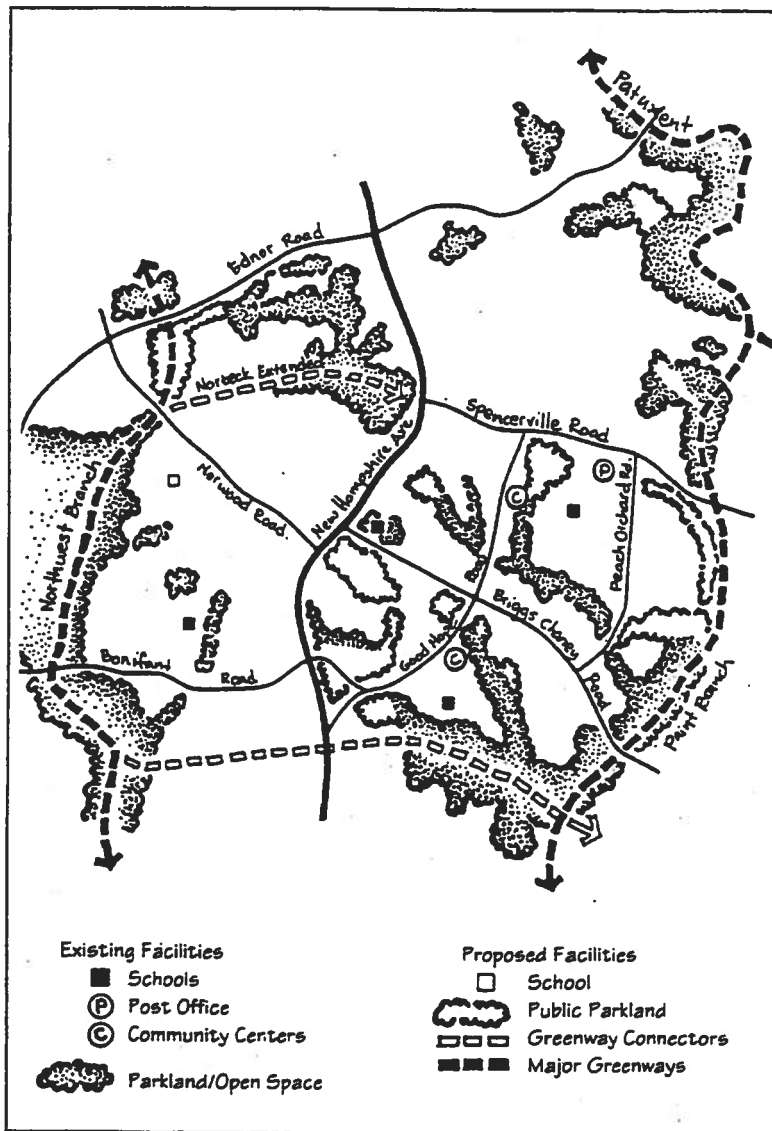 Patuxent
Ednor Road
Norbeck Extended
Spencerville Road
New Hampshire Ave
Norwood Road.
Northwest Branch
Peach Orchard Rd.
P
C
Good Hope Road
Briggs Chaney Road
Bonifant Road
C
Paint Branch
Existing Facilities
Schools
P Post Office
C Community Centers
Parkland/Open Space
Proposed Facilities
School
Public Parkland
Greenway Connectors
Major Greenways